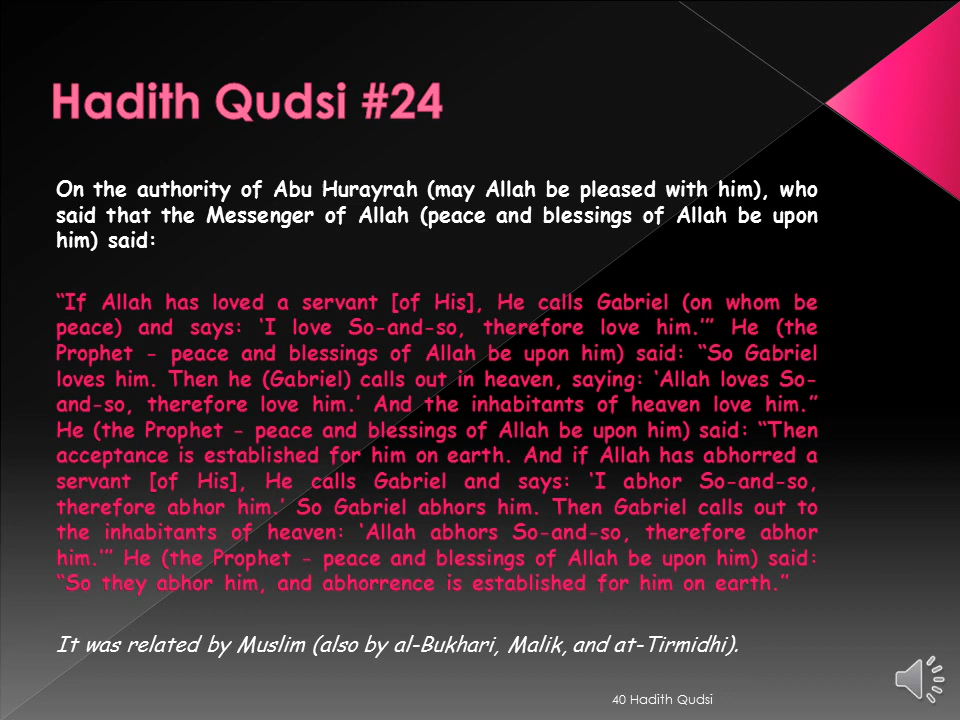 Hadith Qudsi #24
On the authority of Abu Hurayrah (may Allah be pleased with him), who
said that the Messenger of Allah (peace and blessings of Allah be upon
him) said:
“If Allah has loved a servant [of His], He calls Gabriel (on whom be
peace) and says: ‘I love So-and-so, therefore love him.’” He (the
Prophet - peace and blessings of Allah be upon him) said: “So Gabriel
loves him. Then he (Gabriel) calls out in heaven, saying: ‘Allah loves So-
and-so, therefore love him.’ And the inhabitants of heaven love him.”
He (the Prophet - peace and blessings of Allah be upon him) said: “Then
acceptance is established for him on earth. And if Allah has abhorred a
servant [of His], He calls Gabriel and says: ‘I abhor So-and-so,
therefore abhor him.’ So Gabriel abhors him. Then Gabriel calls out to
the inhabitants of heaven: ‘Allah abhors So-and-so, therefore abhor
him.’” He (the Prophet - peace and blessings of Allah be upon him) said:
“So they abhor him, and abhorrence is established for him on earth.”
It was related by Muslim (also by al-Bukhari, Malik, and at-Tirmidhi).
40 Hadith Qudsi